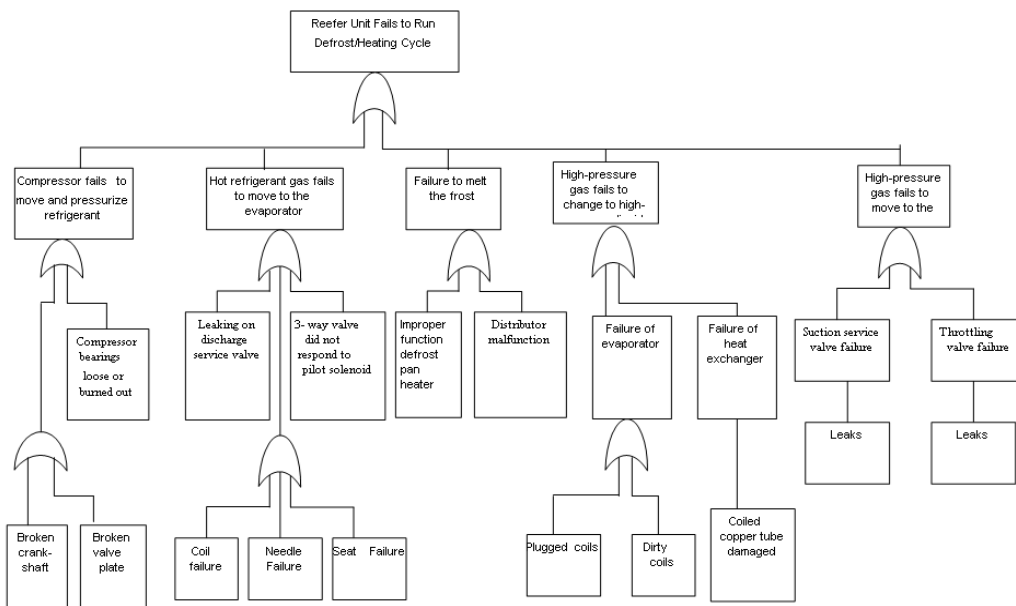 Reefer Unit Fails to Run
Defrost/Heating Cycle
Compressor fails to
move and pressurize
refrigerant
Hot refrigerant gas fails
to move to the
evaporator
Failure to melt
the frost
High-pressure
gas fails to
change to high-
High-pressure
gas fails to
move to the
Compressor
bearings
loose or
burned out
Leaking on
discharge
service valve
3- way valve
did not
respond to
pilot solenoid
Improper
function
defrost
pan
heater
Distributor
malfunction
Failure of
evaporator
Failure of
heat
exchanger
Suction service
valve failure
Throttling
valve failure
Leaks
Leaks
Broken
crank-
shaft
Broken
valve
plate
Coil
failure
Needle
Failure
Seat Failure
Plugged coils
Dirty
coils
Coiled
copper tube
damaged